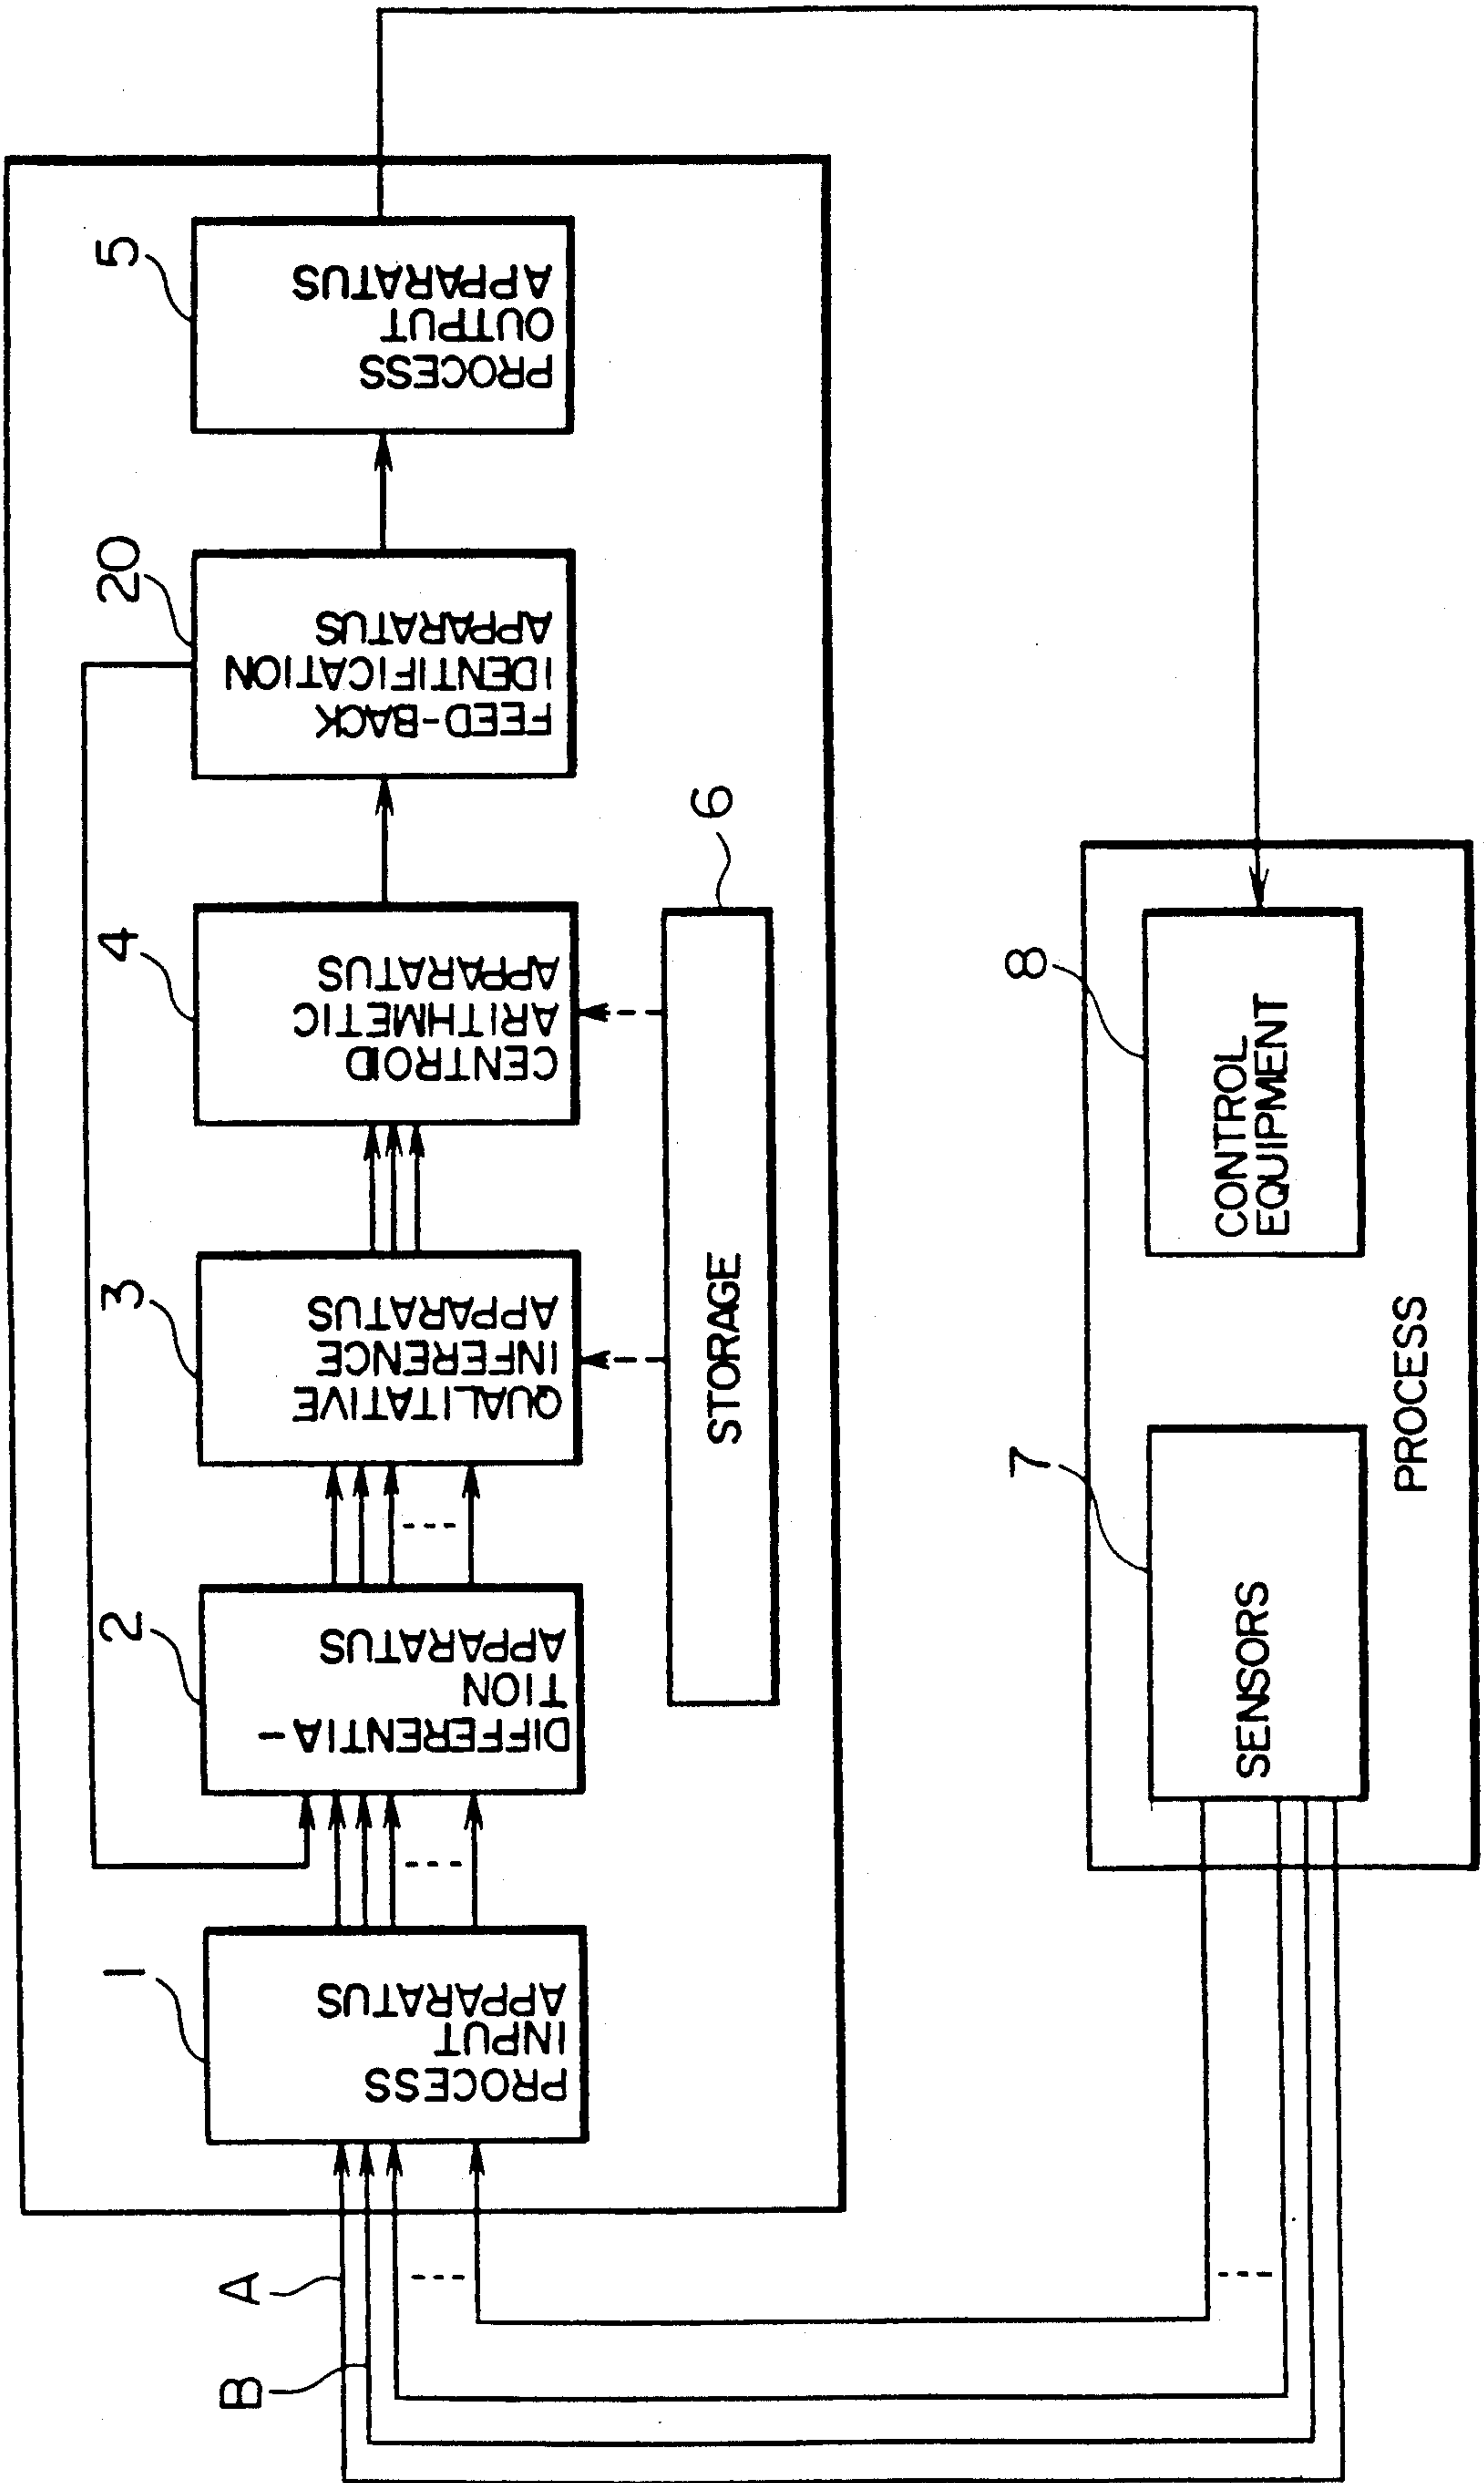 1
PROCESS
INPUT
APPARATUS
2
DIFFERENTIA-
TION
APPARATUS
3
QUALITATIVE
INFERENCE
APPARATUS
4
CENTROID
ARITHMETIC
APPARATUS
20
FEED-BACK
IDENTIFICATION
APPARATUS
5
PROCESS
OUTPUT
APPARATUS
6
STORAGE
A
B
7
SENSORS
8
CONTROL
EQUIPMENT
PROCESS